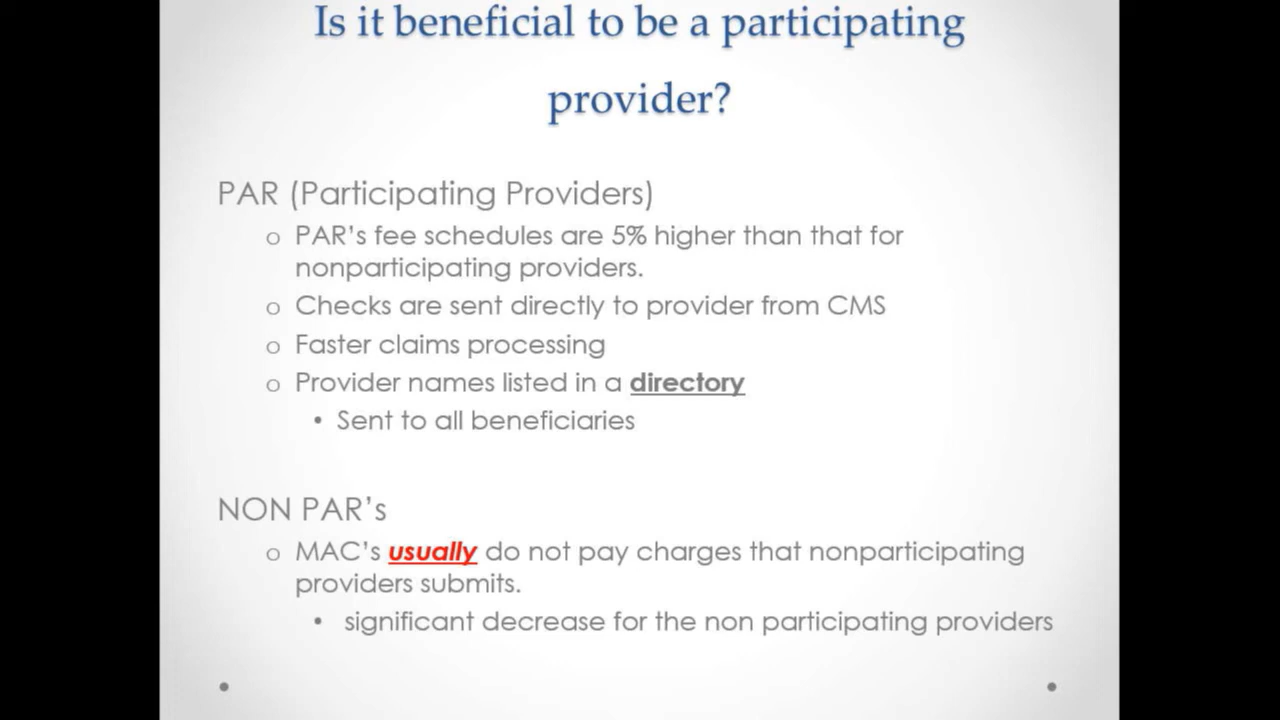 Is it beneficial to be a participating
provider?
PAR (Participating Providers)
o PAR's fee schedules are 5% higher than that for
nonparticipating providers.
o Checks are sent directly to provider from CMS
o Faster claims processing
o Provider names listed in a directory
• Sent to all beneficiaries
NON PAR's
o MAC's usually do not pay charges that nonparticipating
providers submits.
• significant decrease for the non participating providers